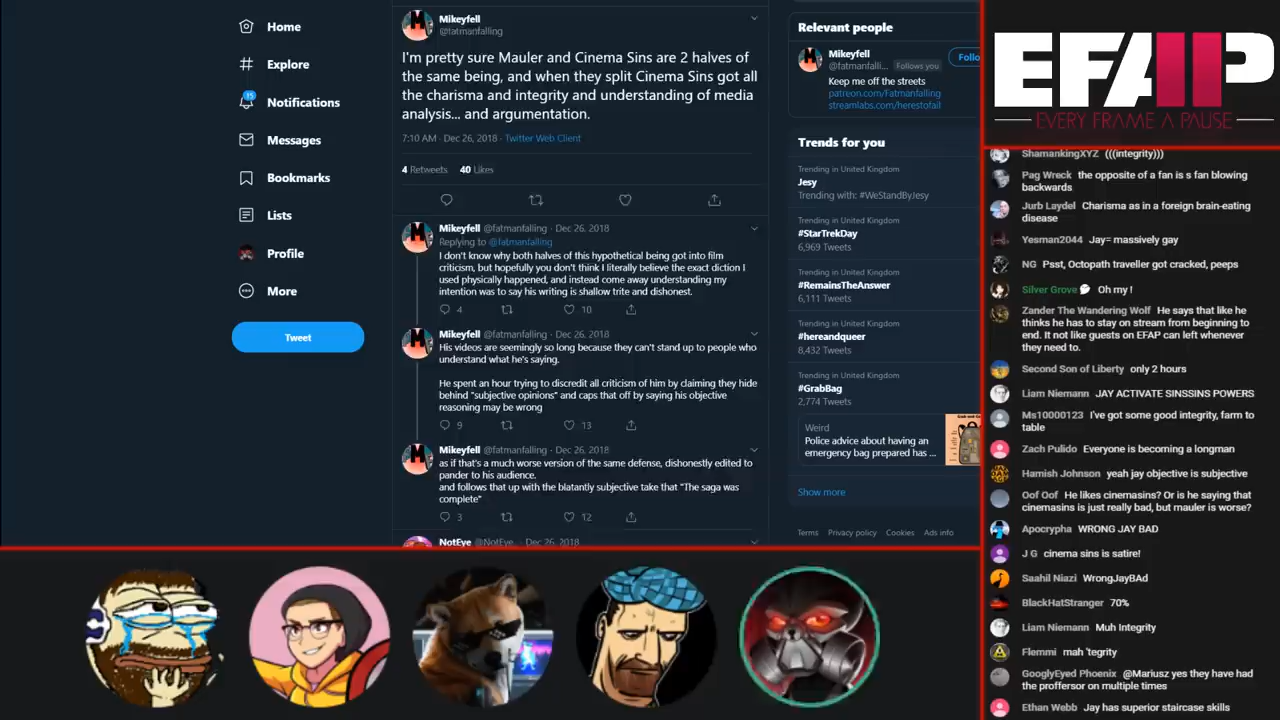 Home
Explore
15
Notifications
Messages
Bookmarks
Lists
Profile
More
Tweet
Mikeyfell
@fatmanfalling
I'm pretty sure Mauler and Cinema Sins are 2 halves of
the same being, and when they split Cinema Sins got all
the charisma and integrity and understanding of media
analysis... and argumentation.
7:10 AM · Dec 26, 2018 · Twitter Web Client
4 Retweets 40 Likes
Mikeyfell @fatmanfalling · Dec 26, 2018
Replying to @fatmanfalling
I don't know why both halves of this hypothetical being got into film
criticism, but hopefully you don't think I literally believe the exact diction I
used physically happened, and instead come away understanding my
intention was to say his writing is shallow trite and dishonest.
4 10
Mikeyfell @fatmanfalling · Dec 26, 2018
His videos are seemingly so long because they can't stand up to people who
understand what he's saying.
He spent an hour trying to discredit all criticism of him by claiming they hide
behind "subjective opinions" and caps that off by saying his objective
reasoning may be wrong
9 13
Mikeyfell @fatmanfalling · Dec 26, 2018
as if that's a much worse version of the same defense, dishonestly edited to
pander to his audience.
and follows that up with the blatantly subjective take that "The saga was
complete"
3 12
NotEye @NotEye_ · Dec 26, 2018
Relevant people
Mikeyfell
@fatmanfalli... Follows you
Follo
Keep me off the streets
patreon.com/Fatmanfalling
streamlabs.com/herestofail
Trends for you
Trending in United Kingdom
Jesy
Trending with: #WeStandByJesy
Trending in United Kingdom
#StarTrekDay
6,969 Tweets
Trending in United Kingdom
#RemainsTheAnswer
6,111 Tweets
Trending in United Kingdom
#hereandqueer
8,432 Tweets
Trending in United Kingdom
#GrabBag
2,774 Tweets
Weird
Police advice about having an
emergency bag prepared has ...
Show more
Terms Privacy policy Cookies Ads info
EFAP
EVERY FRAME A PAUSE
ShamankingXYZ (((integrity)))
Pag Wreck the opposite of a fan is s fan blowing
backwards
Jurb Laydel Charisma as in a foreign brain-eating
disease
Yesman2044 Jay= massively gay
NG Psst, Octopath traveller got cracked, peeps
Silver Grove Oh my !
Zander The Wandering Wolf He says that like he
thinks he has to stay on stream from beginning to
end. It not like guests on EFAP can left whenever
they need to.
Second Son of Liberty only 2 hours
Liam Niemann JAY ACTIVATE SINSSINS POWERS
Ms10000123 I've got some good integrity, farm to
table
Zach Pulido Everyone is becoming a longman
Hamish Johnson yeah jay objective is subjective
Oof Oof He likes cinemasins? Or is he saying that
cinemasins is just really bad, but mauler is worse?
Apocrypha WRONG JAY BAD
J G cinema sins is satire!
Saahil Niazi WrongJayBAd
BlackHatStranger 70%
Liam Niemann Muh Integrity
Flemmi mah 'tegrity
GooglyEyed Phoenix @Mariusz yes they have had
the proffersor on multiple times
Ethan Webb Jay has superior staircase skills